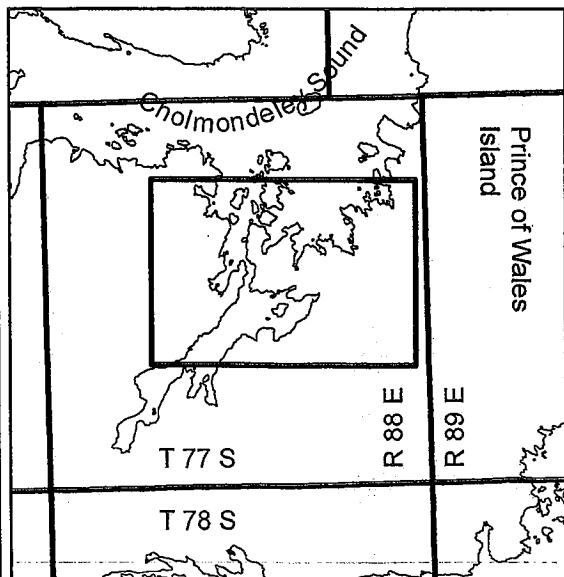 Cholmondeley Sound
Prince of Wales
Island
R 88 E
R 89 E
T 77 S
T 78 S